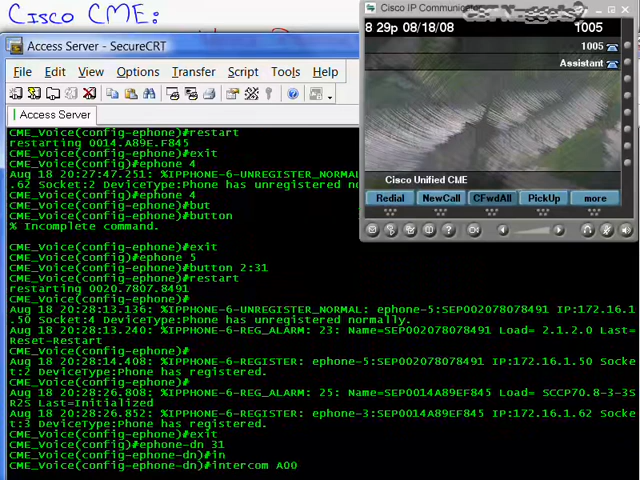 Cisco CME:
Cisco IP Communicator
CBT Nuggets
8 29p 08/18/08 1005
1005
Assistant
Cisco Unified CME
Redial NewCall CFwdAll PickUp more
Access Server - SecureCRT
File Edit View Options Transfer Script Tools Help
Access Server
CME_Voice(config-ephone)#restart
restarting 0014.A89E.F845
CME_Voice(config-ephone)#exit
CME_Voice(config)#ephone 4
Aug 18 20:27:47.251: %IPPHONE-6-UNREGISTER_NORMAL:
.62 Socket:2 DeviceType:Phone has unregistered no
CME_Voice(config)#ephone 4
CME_Voice(config-ephone)#but
CME_Voice(config-ephone)#button
% Incomplete command.
CME_Voice(config-ephone)#exit
CME_Voice(config)#ephone 5
CME_Voice(config-ephone)#button 2:31
CME_Voice(config-ephone)#restart
restarting 0020.7807.8491
CME_Voice(config-ephone)#
Aug 18 20:28:13.136: %IPPHONE-6-UNREGISTER_NORMAL: ephone-5:SEP002078078491 IP:172.16.1
.50 Socket:4 DeviceType:Phone has unregistered normally.
Aug 18 20:28:13.240: %IPPHONE-6-REG_ALARM: 23: Name=SEP002078078491 Load= 2.1.2.0 Last=
Reset-Restart
CME_Voice(config-ephone)#
Aug 18 20:28:14.408: %IPPHONE-6-REGISTER: ephone-5:SEP002078078491 IP:172.16.1.50 Socke
t:2 DeviceType:Phone has registered.
CME_Voice(config-ephone)#
Aug 18 20:28:26.808: %IPPHONE-6-REG_ALARM: 25: Name=SEP0014A89EF845 Load= SCCP70.8-3-3S
R2S Last=Initialized
Aug 18 20:28:26.852: %IPPHONE-6-REGISTER: ephone-3:SEP0014A89EF845 IP:172.16.1.62 Socke
t:3 DeviceType:Phone has registered.
CME_Voice(config-ephone)#exit
CME_Voice(config)#ephone-dn 31
CME_Voice(config-ephone-dn)#in
CME_Voice(config-ephone-dn)#intercom A00